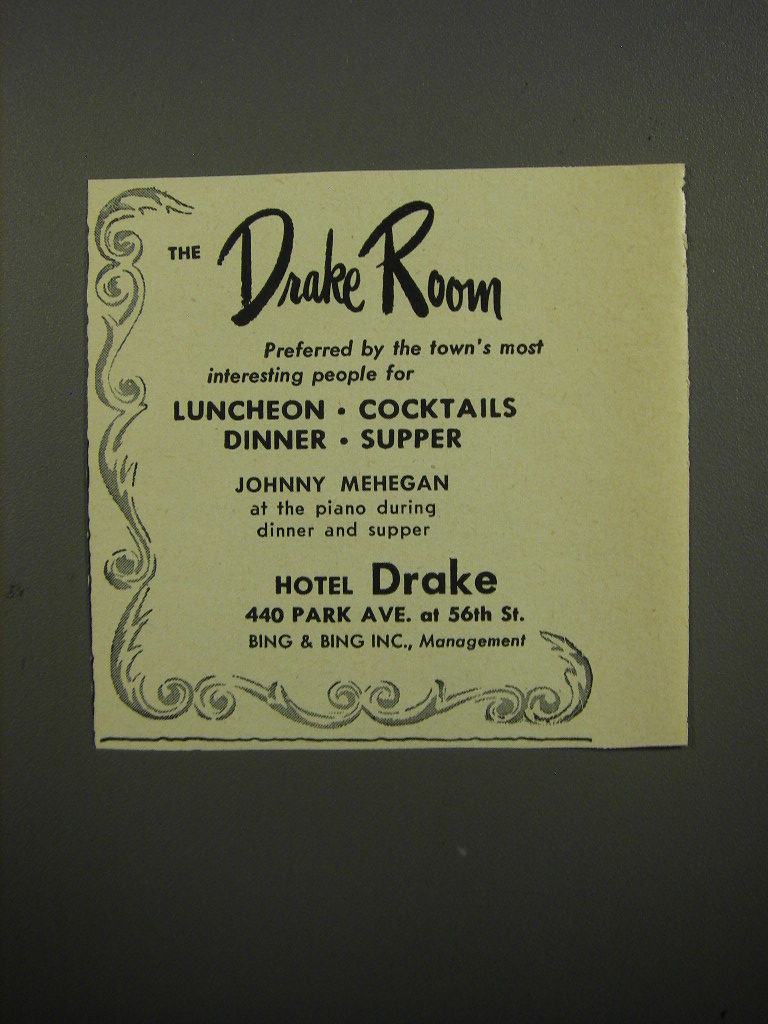 THE Drake Room
Preferred by the town's most
interesting people for
LUNCHEON • COCKTAILS
DINNER • SUPPER
JOHNNY MEHEGAN
at the piano during
dinner and supper
HOTEL Drake
440 PARK AVE. at 56th St.
BING & BING INC., Management